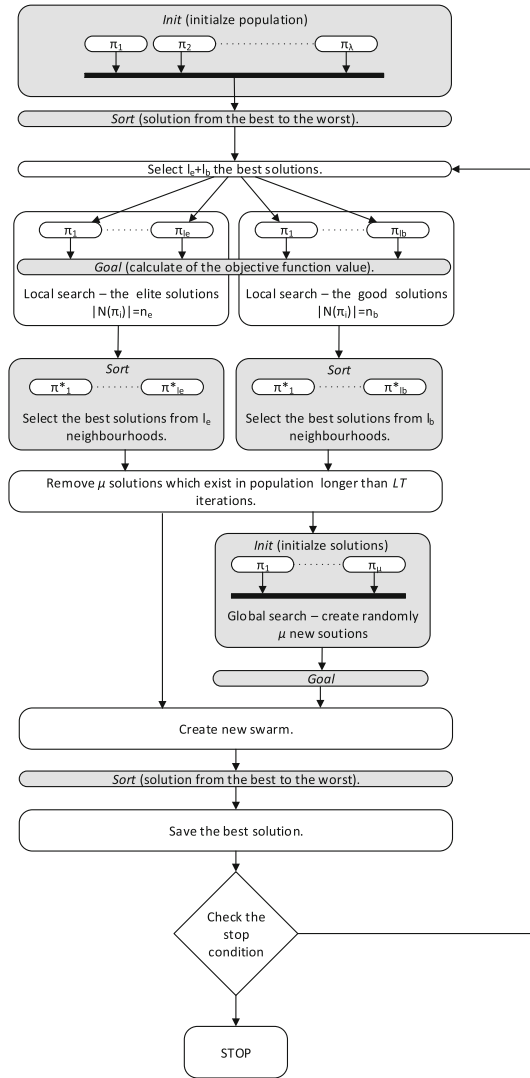 Init (initialze population)
π1 π2 πλ
Sort (solution from the best to the worst).
Select le+lb the best solutions.
π1 πle π1 πlb
Goal (calculate of the objective function value).
Local search – the elite solutions
|N(πi)|=ne
Local search – the good solutions
|N(πi)|=nb
Sort
π*1 π*le
Select the best solutions from le
neighbourhoods.
Sort
π*1 π*lb
Select the best solutions from lb
neighbourhoods.
Remove μ solutions which exist in population longer than LT
iterations.
Init (initialze solutions)
π1 πμ
Global search – create randomly
μ new soutions
Goal
Create new swarm.
Sort (solution from the best to the worst).
Save the best solution.
Check the
stop
condition
STOP